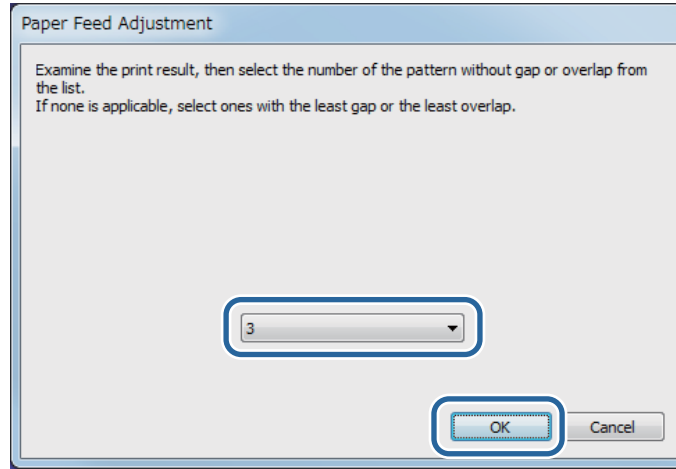 Paper Feed Adjustment
Examine the print result, then select the number of the pattern without gap or overlap from
the list.
If none is applicable, select ones with the least gap or the least overlap.
3
OK Cancel